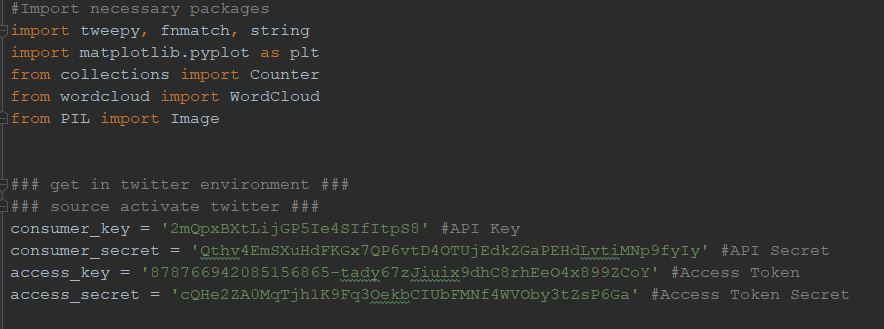 #Import necessary packages
import tweepy, fnmatch, string
import matplotlib.pyplot as plt
from collections import Counter
from wordcloud import WordCloud
from PIL import Image
### get in twitter environment ###
### source activate twitter ###
consumer_key = '2mQpxBXtLijGP5Ie4SIfItpS8' #API Key
consumer_secret = 'Qthv4EmSXuHdFKGx7QP6vtD4OTUjEdkZGaPEHdLvtiMNp9fyIy' #API Secret
access_key = '878766942085156865-tady67zJiuix9dhC8rhEeO4x899ZCoY' #Access Token
access_secret = 'cQHe2ZA0MqTjh1K9Fq3OekbCIUbFMNf4WVOby3tZsP6Ga' #Access Token Secret